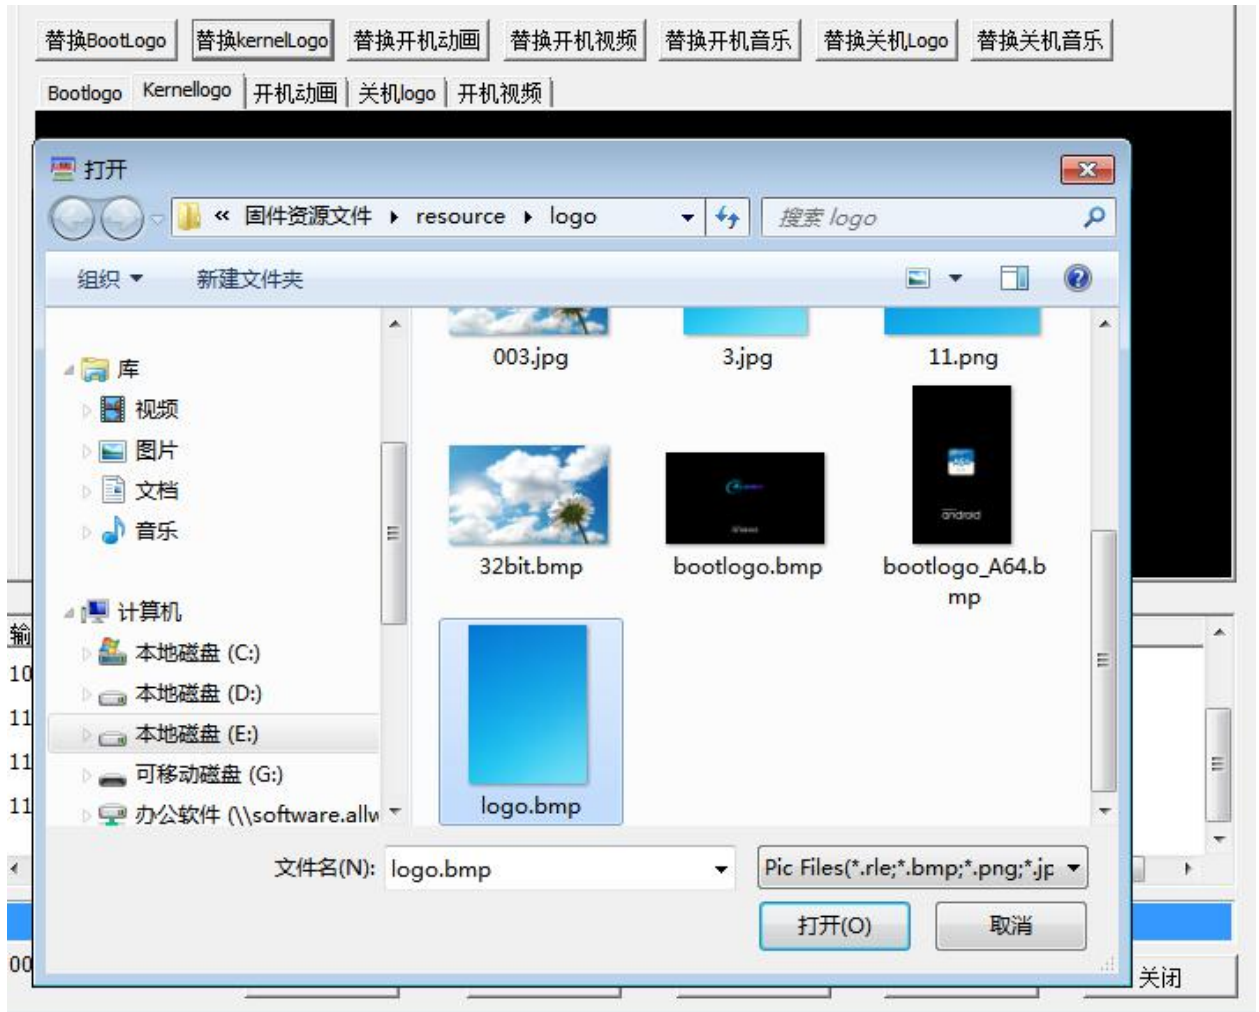 替换BootLogo 替换kernelLogo 替换开机动画 替换开机视频 替换开机音乐 替换关机Logo 替换关机音乐
Bootlogo Kernellogo 开机动画 关机logo 开机视频
打开
« 固件资源文件 resource logo 搜索 logo
组织 新建文件夹
003.jpg 3.jpg 11.png
库
视频
图片
文档
音乐
android
32bit.bmp bootlogo.bmp bootlogo_A64.b
mp
计算机
本地磁盘 (C:)
本地磁盘 (D:)
本地磁盘 (E:)
可移动磁盘 (G:)
办公软件 (\\software.allw
logo.bmp
输
10
11
11
11
文件名(N): logo.bmp Pic Files(*.rle;*.bmp;*.png;*.jp
打开(O) 取消
00
关闭